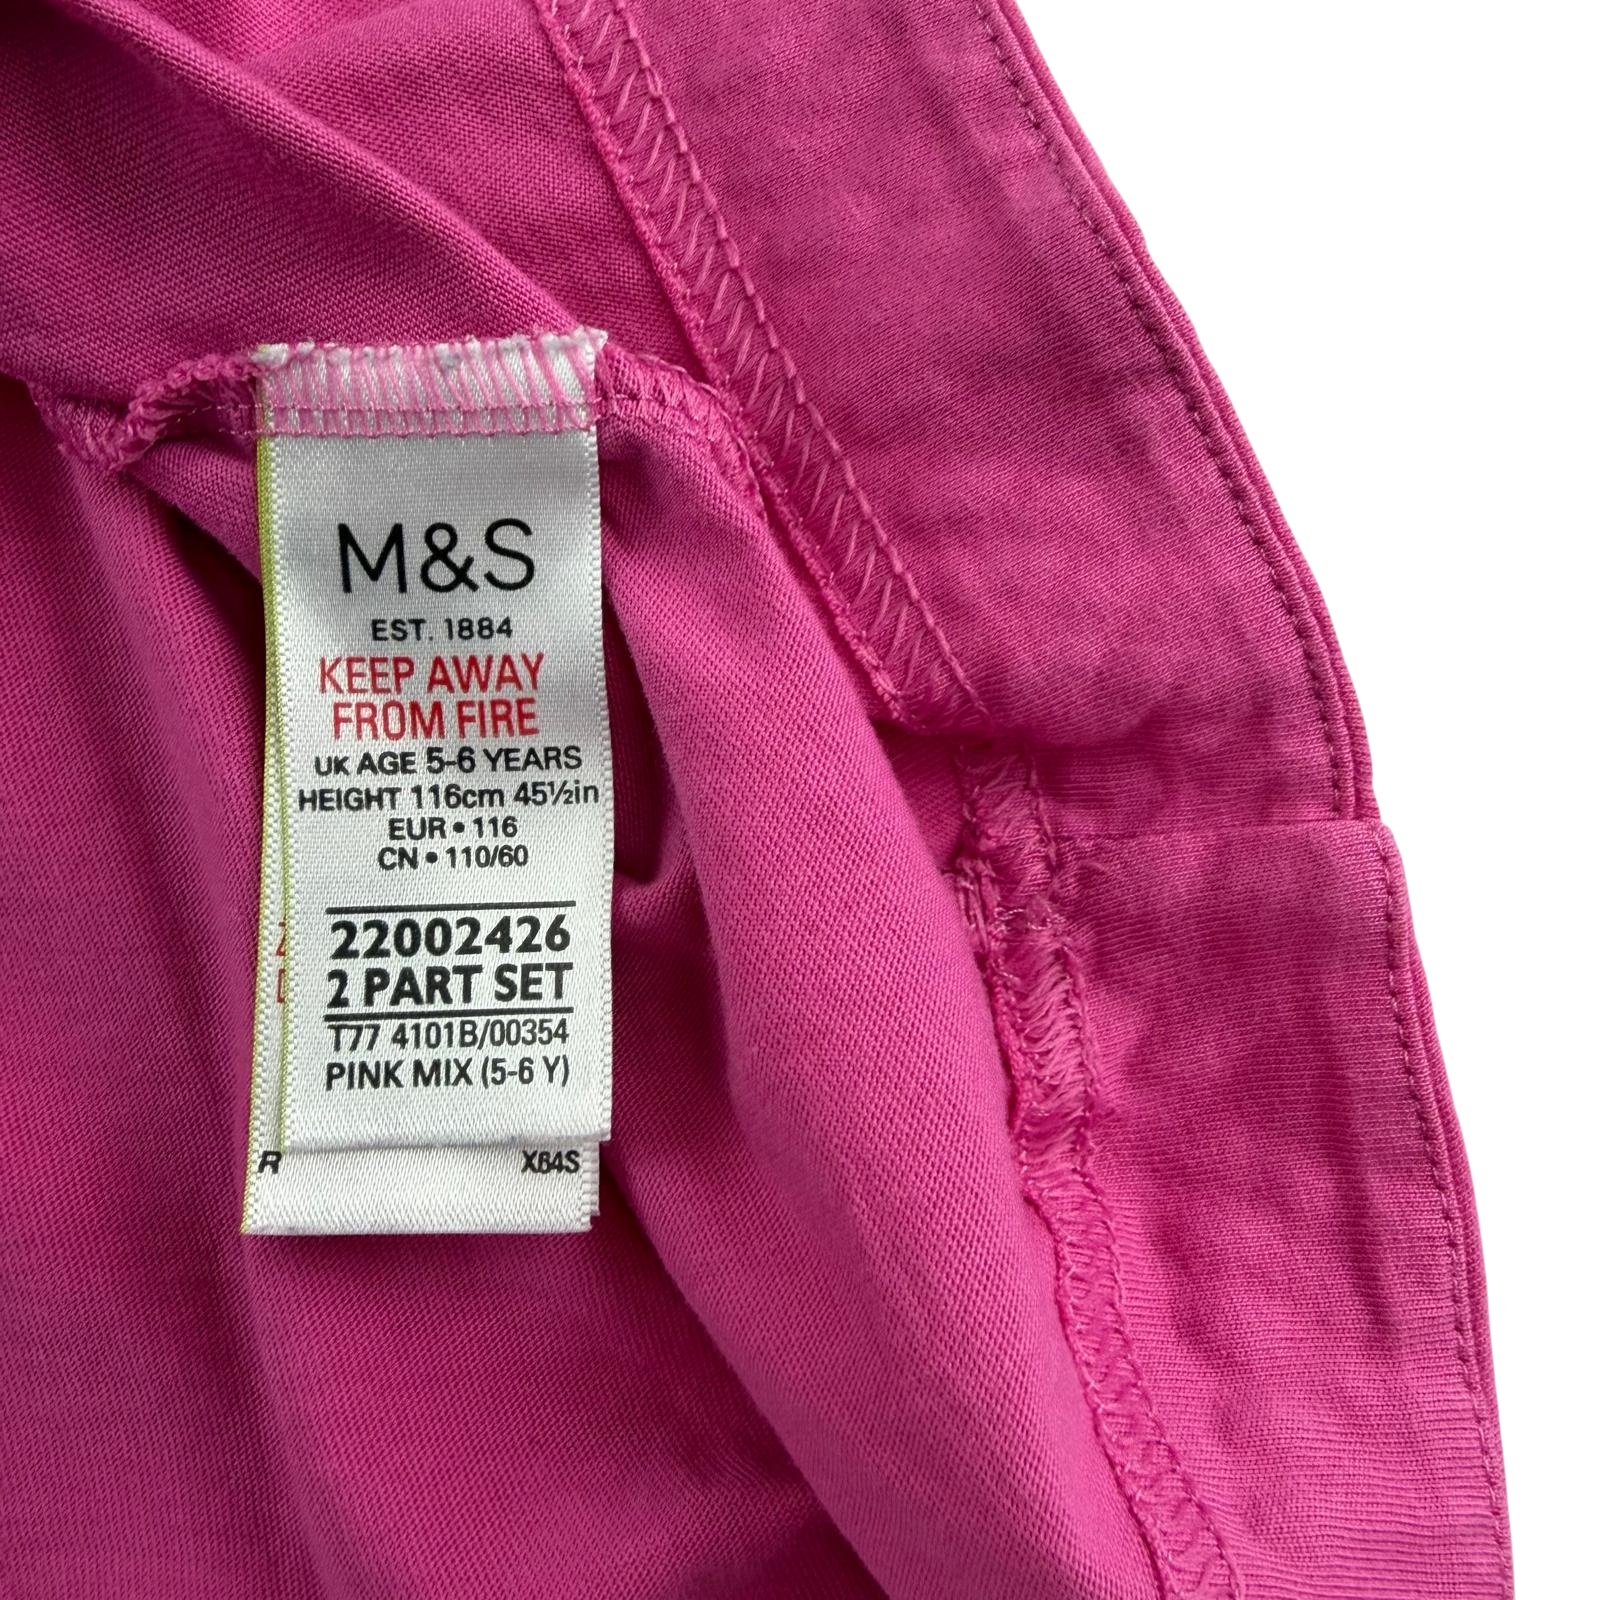 M&S
EST. 1884
KEEP AWAY
FROM FIRE
UK AGE 5-6 YEARS
HEIGHT 116cm 45½in
EUR • 116
CN • 110/60
22002426
2 PART SET
T77 4101B/00354
PINK MIX (5-6 Y)
R X64S